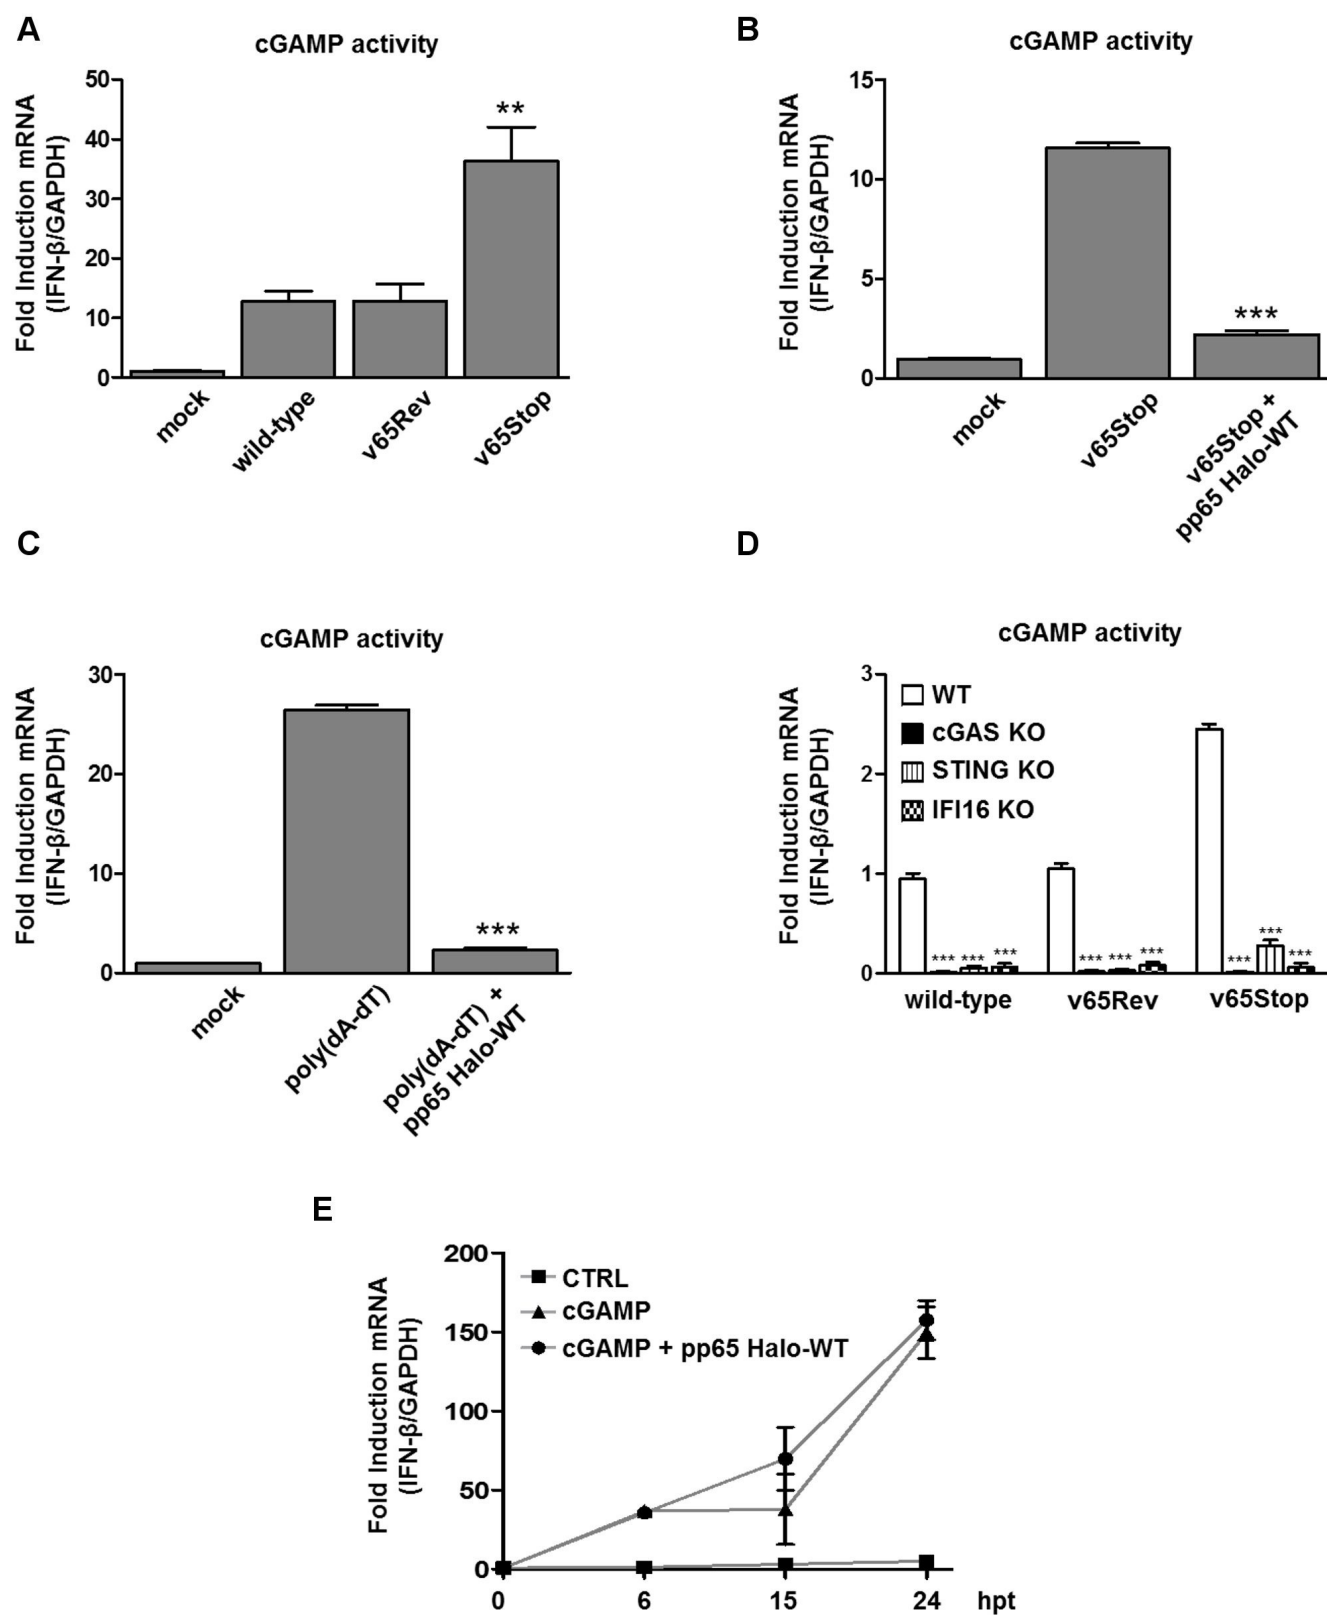 A
cGAMP activity
Fold Induction mRNA
(IFN-β/GAPDH)
50
40
30
20
10
0
**
mock
wild-type
v65Rev
v65Stop
B
cGAMP activity
Fold Induction mRNA
(IFN-β/GAPDH)
15
10
5
0
***
mock
v65Stop
v65Stop +
pp65 Halo-WT
C
cGAMP activity
Fold Induction mRNA
(IFN-β/GAPDH)
30
20
10
0
***
mock
poly(dA-dT)
poly(dA-dT) +
pp65 Halo-WT
D
cGAMP activity
Fold Induction mRNA
(IFN-β/GAPDH)
3
2
1
0
WT
cGAS KO
STING KO
IFI16 KO
*** *** ***
*** *** ***
*** *** ***
wild-type
v65Rev
v65Stop
E
Fold Induction mRNA
(IFN-β/GAPDH)
200
150
100
50
0
CTRL
cGAMP
cGAMP + pp65 Halo-WT
0 6 15 24 hpt